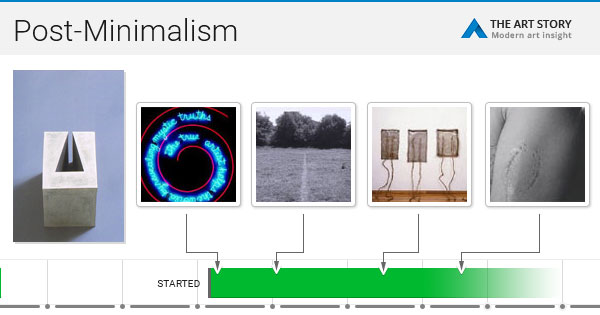 Post-Minimalism
THE ART STORY
Modern art insight
The true artist helps the world by revealing mystic truths
STARTED